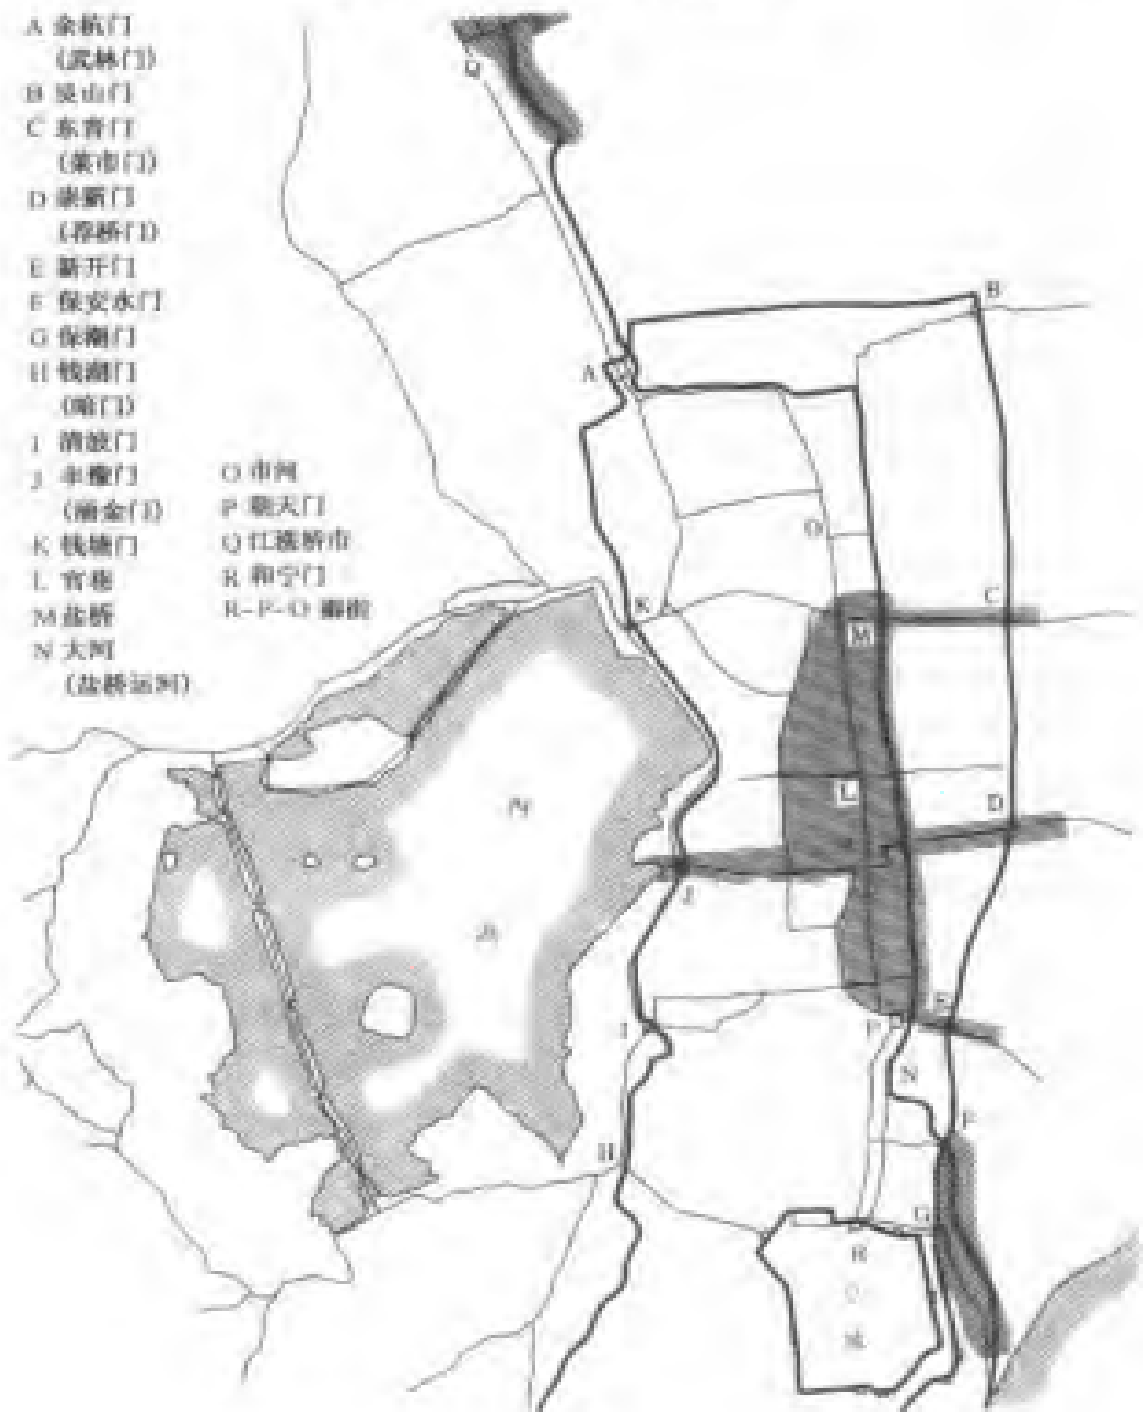 A 余杭门
(武林门)
B 艮山门
C 东青门
(菜市门)
D 崇新门
(荐桥门)
E 新开门
F 保安水门
G 保潮门
H 钱湖门
(暗门)
I 清波门
J 丰豫门
(丽金门)
K 钱塘门
L 官巷
M 盐桥
N 大河
(盐桥运河)
O 市河
P 朝天门
Q 江涨桥市
R 和宁门
R-P-O 御街
Q
B
A
O
K
C
M
L
D
西
J
湖
I
P
E
N
F
H
G
R
城